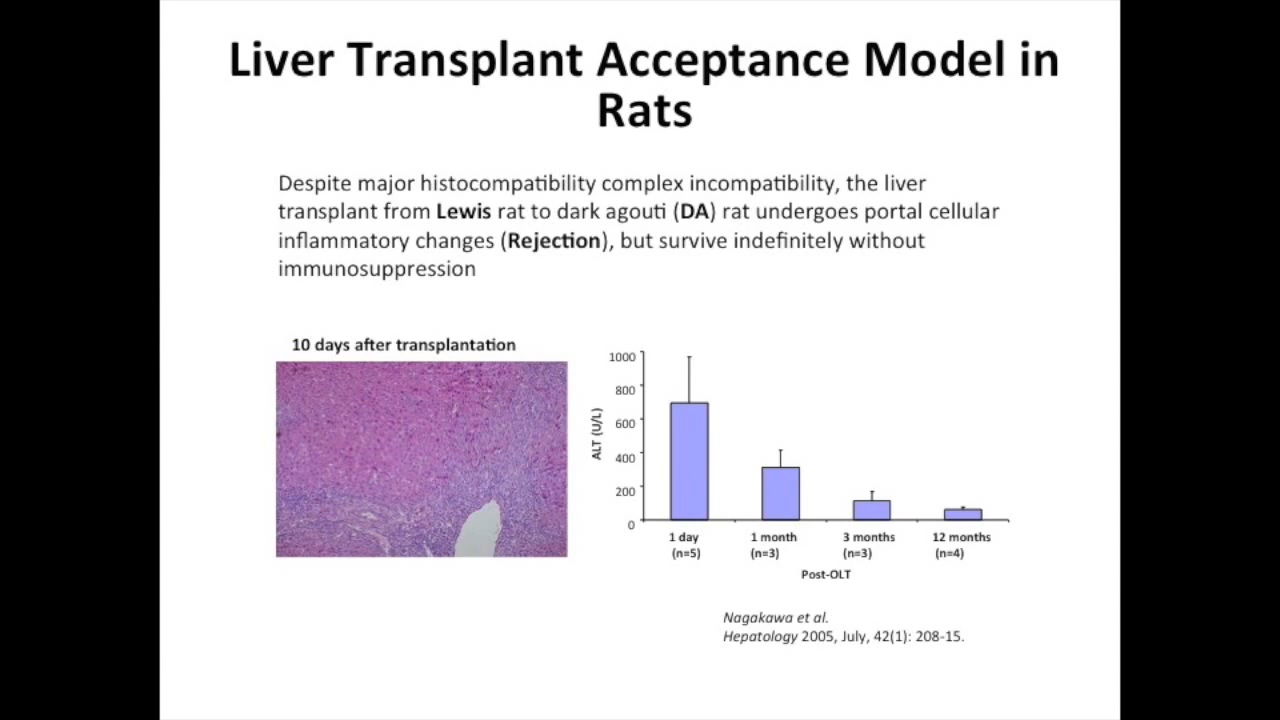 Liver Transplant Acceptance Model in
Rats
Despite major histocompatibility complex incompatibility, the liver
transplant from Lewis rat to dark agouti (DA) rat undergoes portal cellular
inflammatory changes (Rejection), but survive indefinitely without
immunosuppression
10 days after transplantation
1000
800
600
400
200
0
ALT (U/L)
1 day
(n=5)
1 month
(n=3)
3 months
(n=3)
12 months
(n=4)
Post-OLT
Nagakawa et al.
Hepatology 2005, July, 42(1): 208-15.